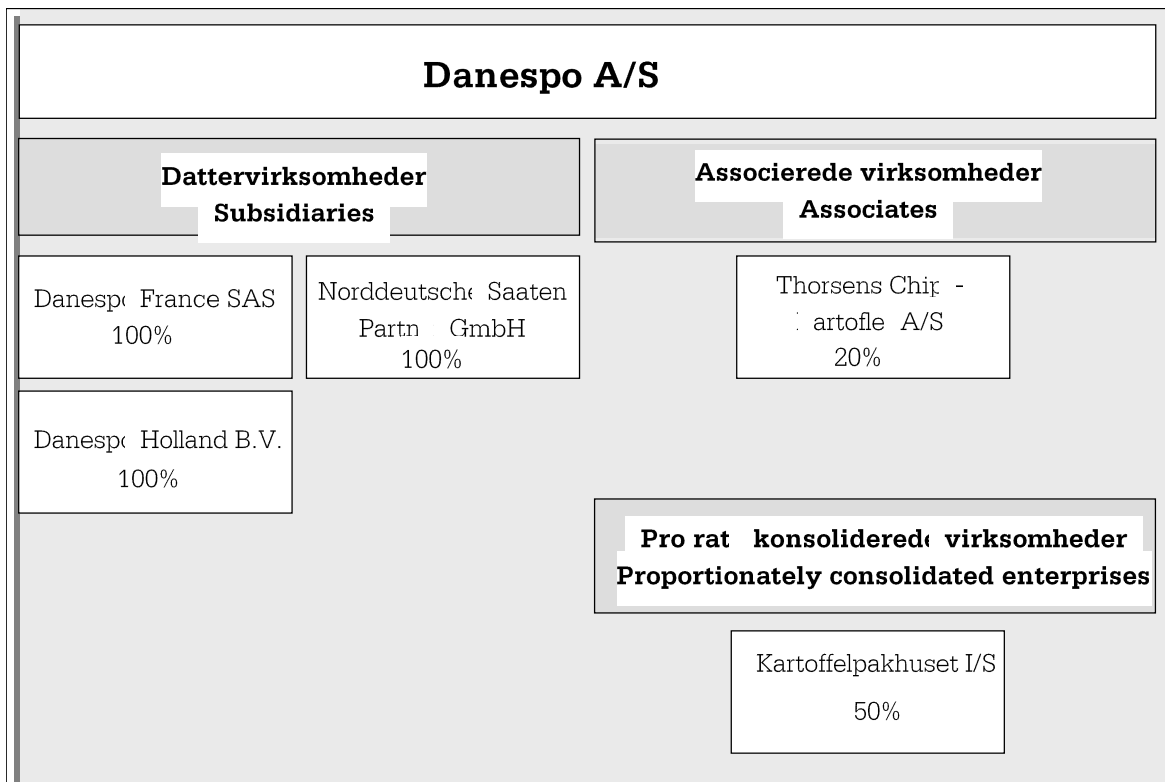 Danespo A/S
Dattervirksomheder
Subsidiaries
Associerede virksomheder
Associates
France SAS
100%
Saaten
GmbH
100%
Thorsens
A/S
20%
Holland B.V.
100%
Pro virksomheder
Proportionately consolidated enterprises
Kartoffelpakhuset I/S
50%